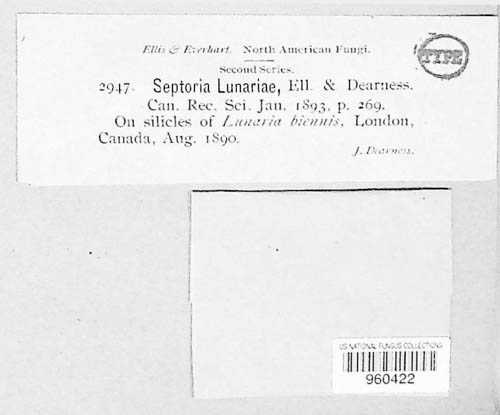 Ellis & Everhart. North American Fungi.
TYPE
Second Series.
2947. Septoria Lunariae, Ell. & Dearness.
Can. Rec. Sci. Jan. 1893, p. 269.
On silicles of Lunaria biennis, London,
Canada, Aug. 1890.
J. Dearness.
US NATIONAL FUNGUS COLLECTIONS
960422